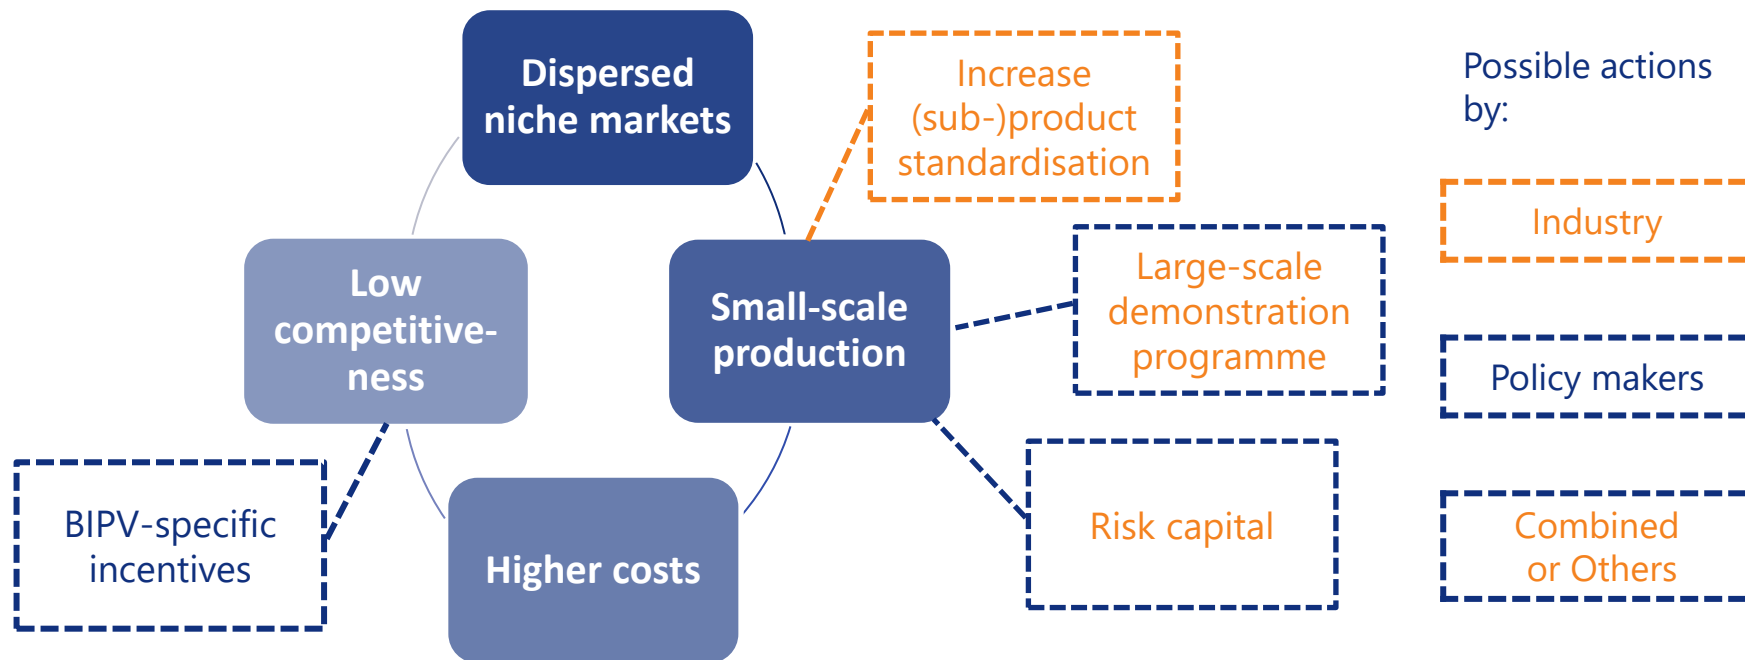 Dispersed
niche markets
Increase
(sub-)product
standardisation
Possible actions
by:
Industry
Low
competitive-
ness
Small-scale
production
Large-scale
demonstration
programme
Policy makers
BIPV-specific
incentives
Higher costs
Risk capital
Combined
or Others